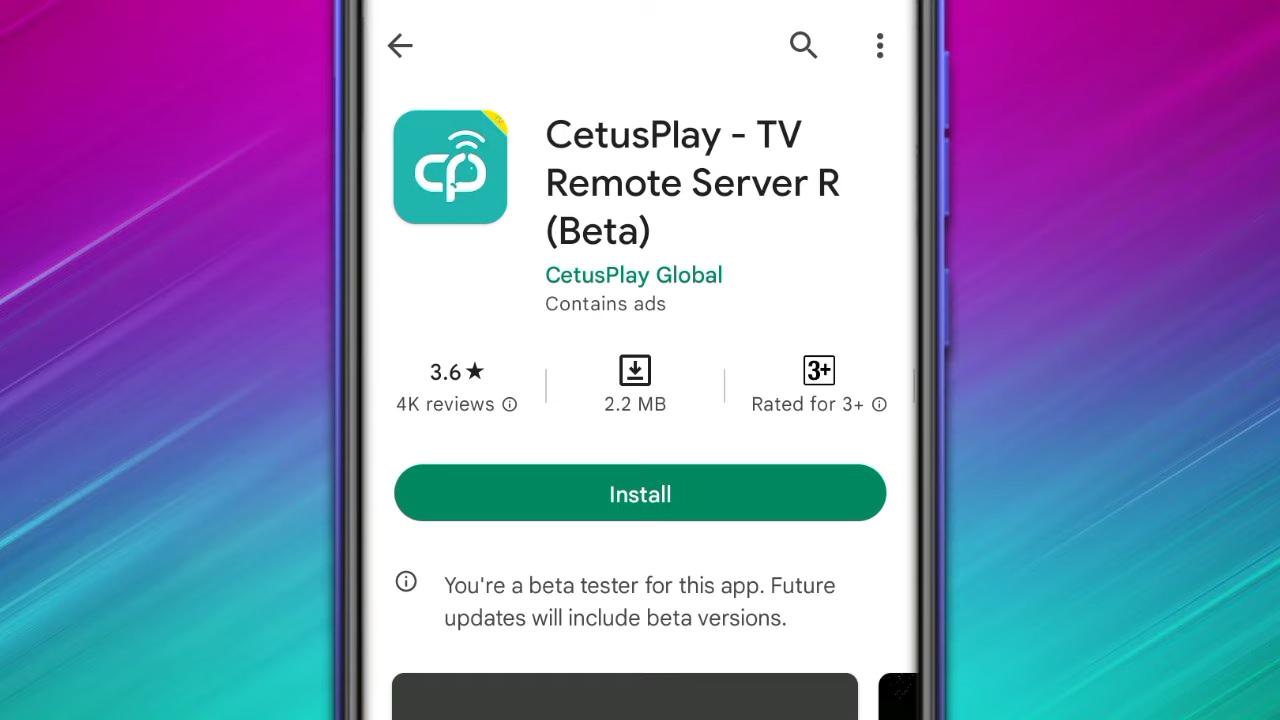 CetusPlay - TV
Remote Server R
(Beta)
CetusPlay Global
Contains ads
3.6★
4K reviews
2.2 MB
3+
Rated for 3+
Install
You're a beta tester for this app. Future
updates will include beta versions.